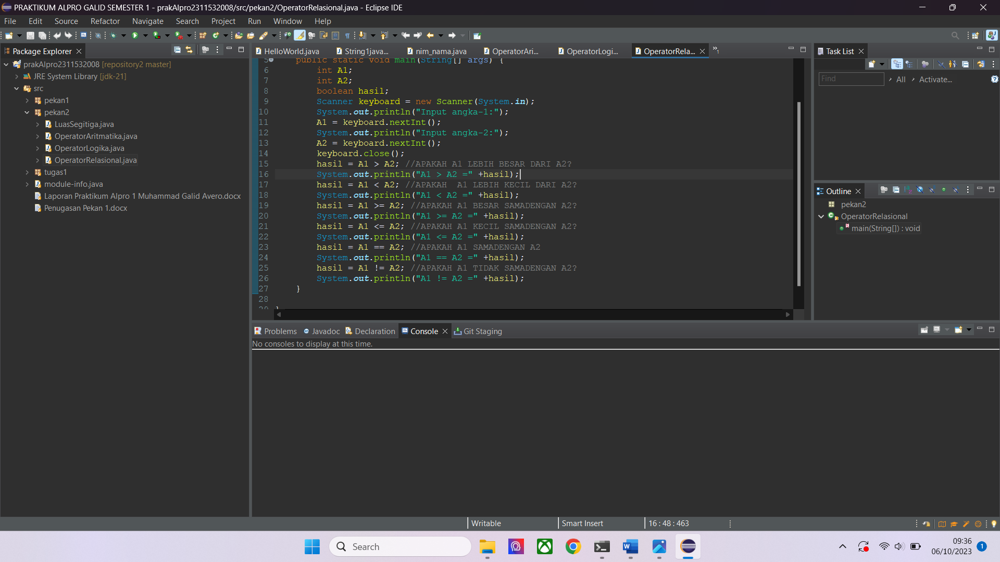 PRAKTIKUM ALPRO GALID SEMESTER 1 - prakAlpro2311532008/src/pekan2/OperatorRelasional.java - Eclipse IDE
File Edit Source Refactor Navigate Search Project Run Window Help
Package Explorer
prakAlpro2311532008 [repository2 master]
JRE System Library [jdk-21]
src
pekan1
pekan2
LuasSegitiga.java
OperatorAritmatika.java
OperatorLogika.java
OperatorRelasional.java
tugas1
module-info.java
Laporan Praktikum Alpro 1 Muhammad Galid Avero.docx
Penugasan Pekan 1.docx
HelloWorld.java String1java... nim_nama.java OperatorAri... OperatorLogi... OperatorRela... »1
5 public static void main(String[] args) {
6 int A1;
7 int A2;
8 boolean hasil;
9 Scanner keyboard = new Scanner(System.in);
10 System.out.println("Input angka-1:");
11 A1 = keyboard.nextInt();
12 System.out.println("Input angka-2:");
13 A2 = keyboard.nextInt();
14 keyboard.close();
15 hasil = A1 > A2; //APAKAH A1 LEBIH BESAR DARI A2?
16 System.out.println("A1 > A2 =" +hasil);
17 hasil = A1 < A2; //APAKAH  A1 LEBIH KECIL DARI A2?
18 System.out.println("A1 < A2 =" +hasil);
19 hasil = A1 >= A2; //APAKAH A1 BESAR SAMADENGAN A2?
20 System.out.println("A1 >= A2 =" +hasil);
21 hasil = A1 <= A2; //APAKAH A1 KECIL SAMADENGAN A2?
22 System.out.println("A1 <= A2 =" +hasil);
23 hasil = A1 == A2; //APAKAH A1 SAMADENGAN A2
24 System.out.println("A1 == A2 =" +hasil);
25 hasil = A1 != A2; //APAKAH A1 TIDAK SAMADENGAN A2?
26 System.out.println("A1 != A2 =" +hasil);
27 }
28
29 }
Task List
Find All Activate...
Outline
pekan2
OperatorRelasional
main(String[]) : void
Problems Javadoc Declaration Console Git Staging
No consoles to display at this time.
Writable Smart Insert 16 : 48 : 463
Search
09:36
06/10/2023
1